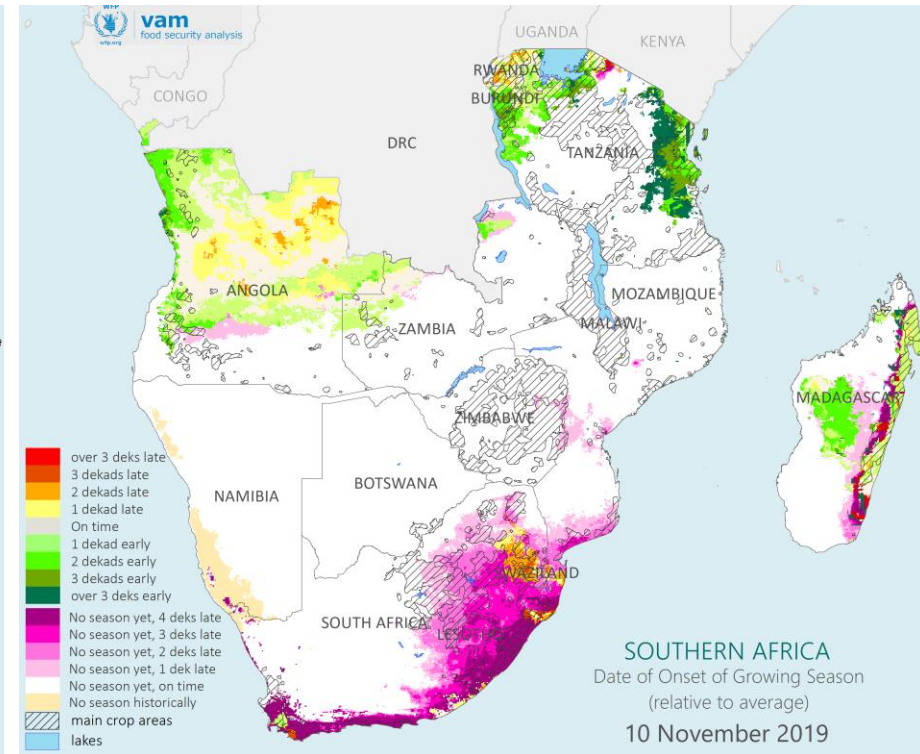 WFP
wfp.org
vam
food security analysis
UGANDA
KENYA
CONGO
RWANDA
BURUNDI
DRC
TANZANIA
ANGOLA
MOZAMBIQUE
ZAMBIA
MALAWI
MADAGASCAR
ZIMBABWE
NAMIBIA
BOTSWANA
SWAZILAND
SOUTH AFRICA
LESOTHO
over 3 deks late
3 dekads late
2 dekads late
1 dekad late
On time
1 dekad early
2 dekads early
3 dekads early
over 3 deks early
No season yet, 4 deks late
No season yet, 3 deks late
No season yet, 2 deks late
No season yet, 1 dek late
No season yet, on time
No season historically
main crop areas
lakes
SOUTHERN AFRICA
Date of Onset of Growing Season
(relative to average)
10 November 2019